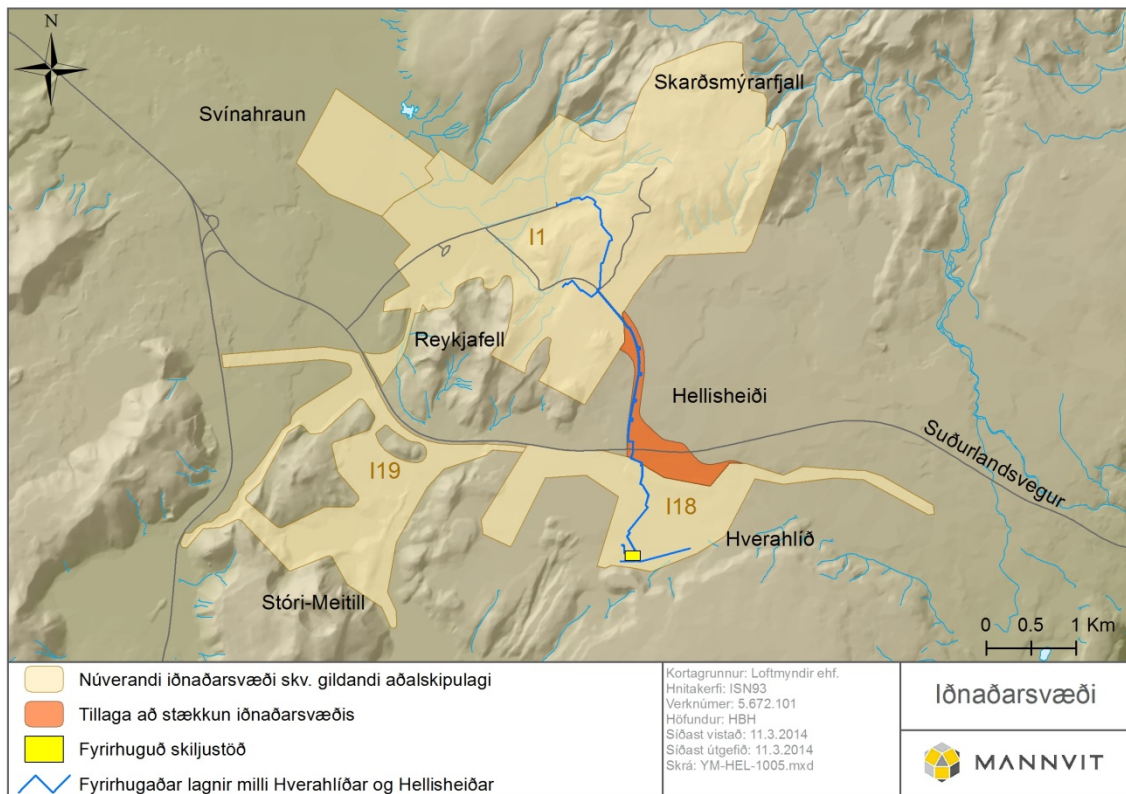 N
Svínahraun
Skarðsmýrarfjall
I1
Reykjafell
Hellisheiði
Suðurlandsvegur
I19
I18
Hverahlíð
Stóri-Meitill
0 0.5 1 Km
Núverandi iðnaðarsvæði skv. gildandi aðalskipulagi
Tillaga að stækkun iðnaðarsvæðis
Fyrirhuguð skiljustöð
Fyrirhugaðar lagnir milli Hverahlíðar og Hellisheiðar
Kortagrunnur: Loftmyndir ehf.
Hnitakerfi: ISN93
Verknúmer: 5.672.101
Höfundur: HBH
Síðast vistað: 11.3.2014
Síðast útgefið: 11.3.2014
Skrá: YM-HEL-1005.mxd
Iðnaðarsvæði
MANNVIT